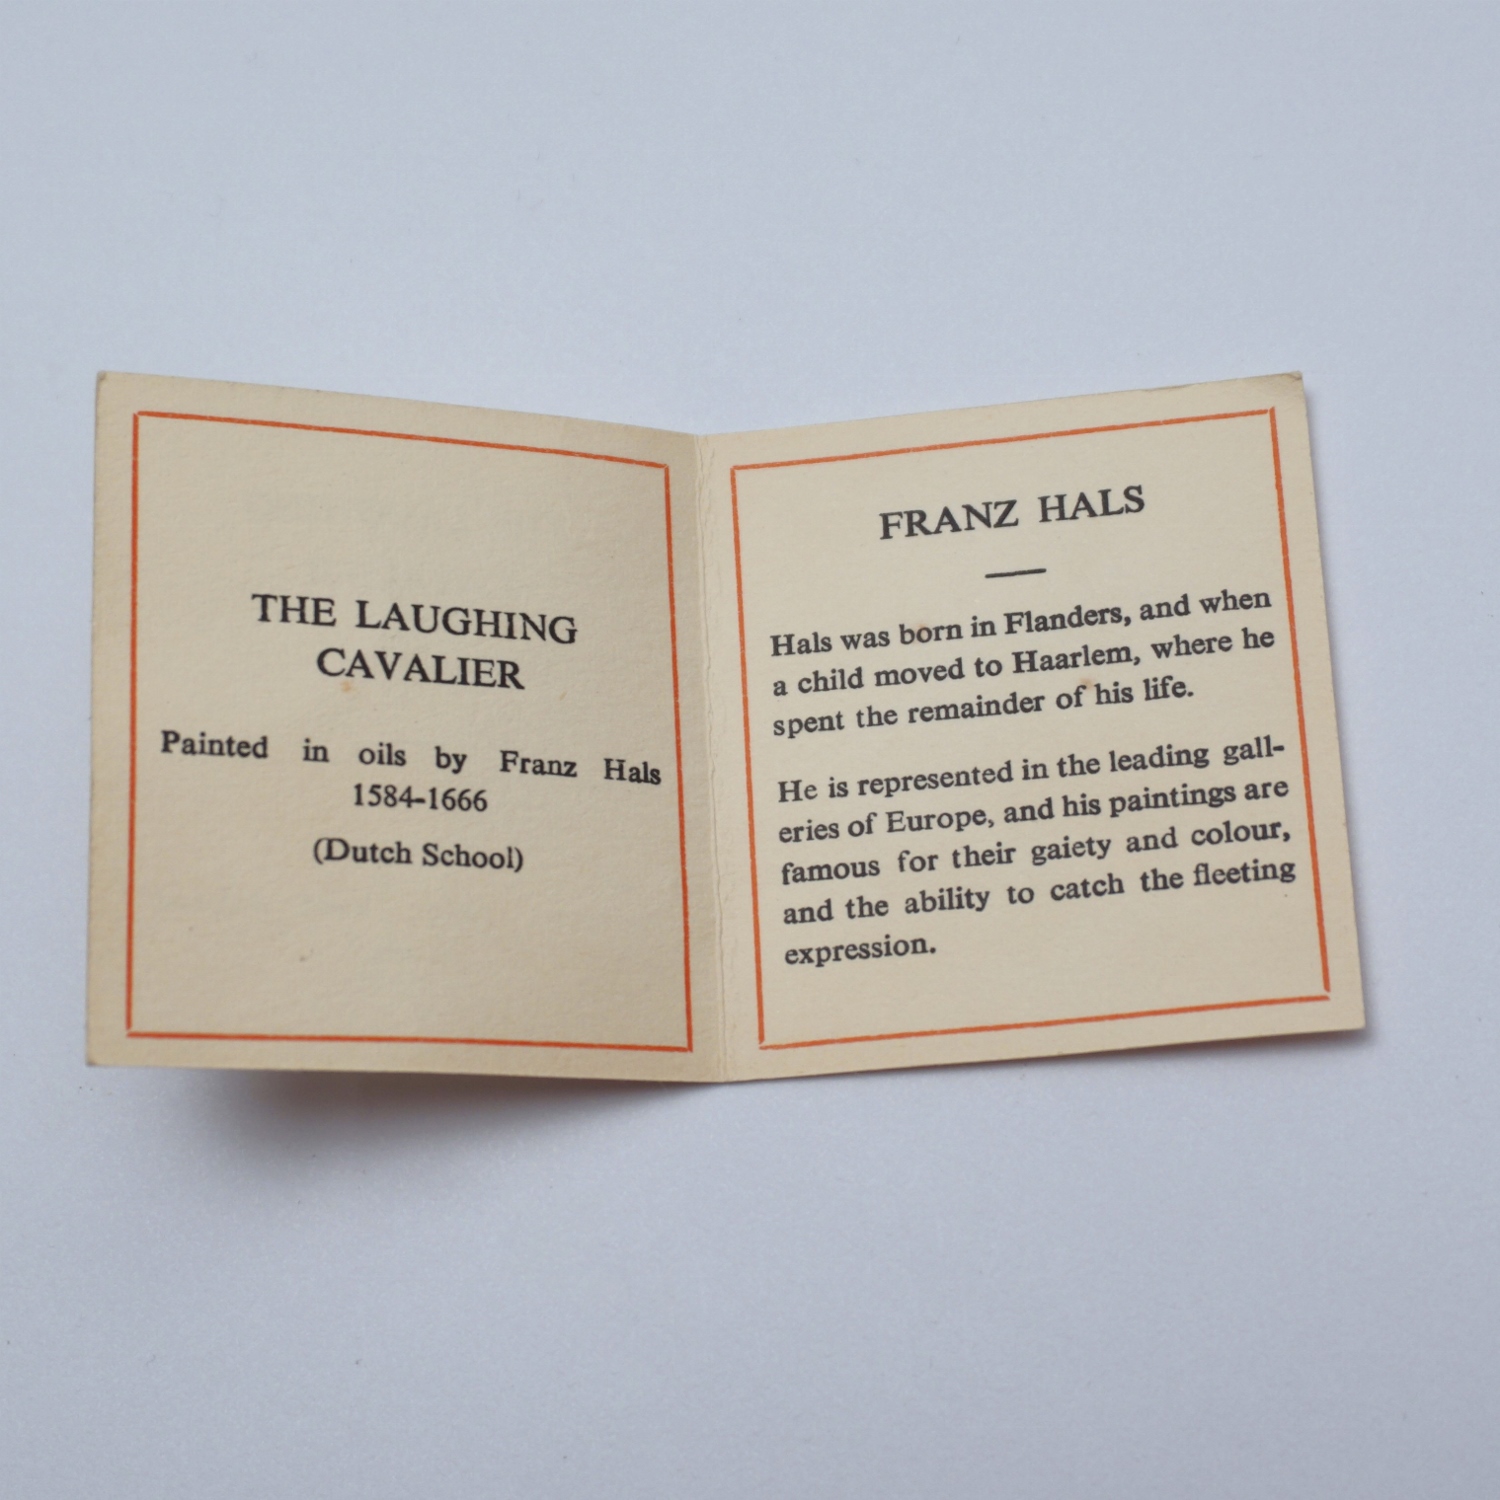 THE LAUGHING
CAVALIER
Painted in oils by Franz Hals
1584-1666
(Dutch School)
FRANZ HALS
Hals was born in Flanders, and when
a child moved to Haarlem, where he
spent the remainder of his life.
He is represented in the leading gall-
eries of Europe, and his paintings are
famous for their gaiety and colour,
and the ability to catch the fleeting
expression.